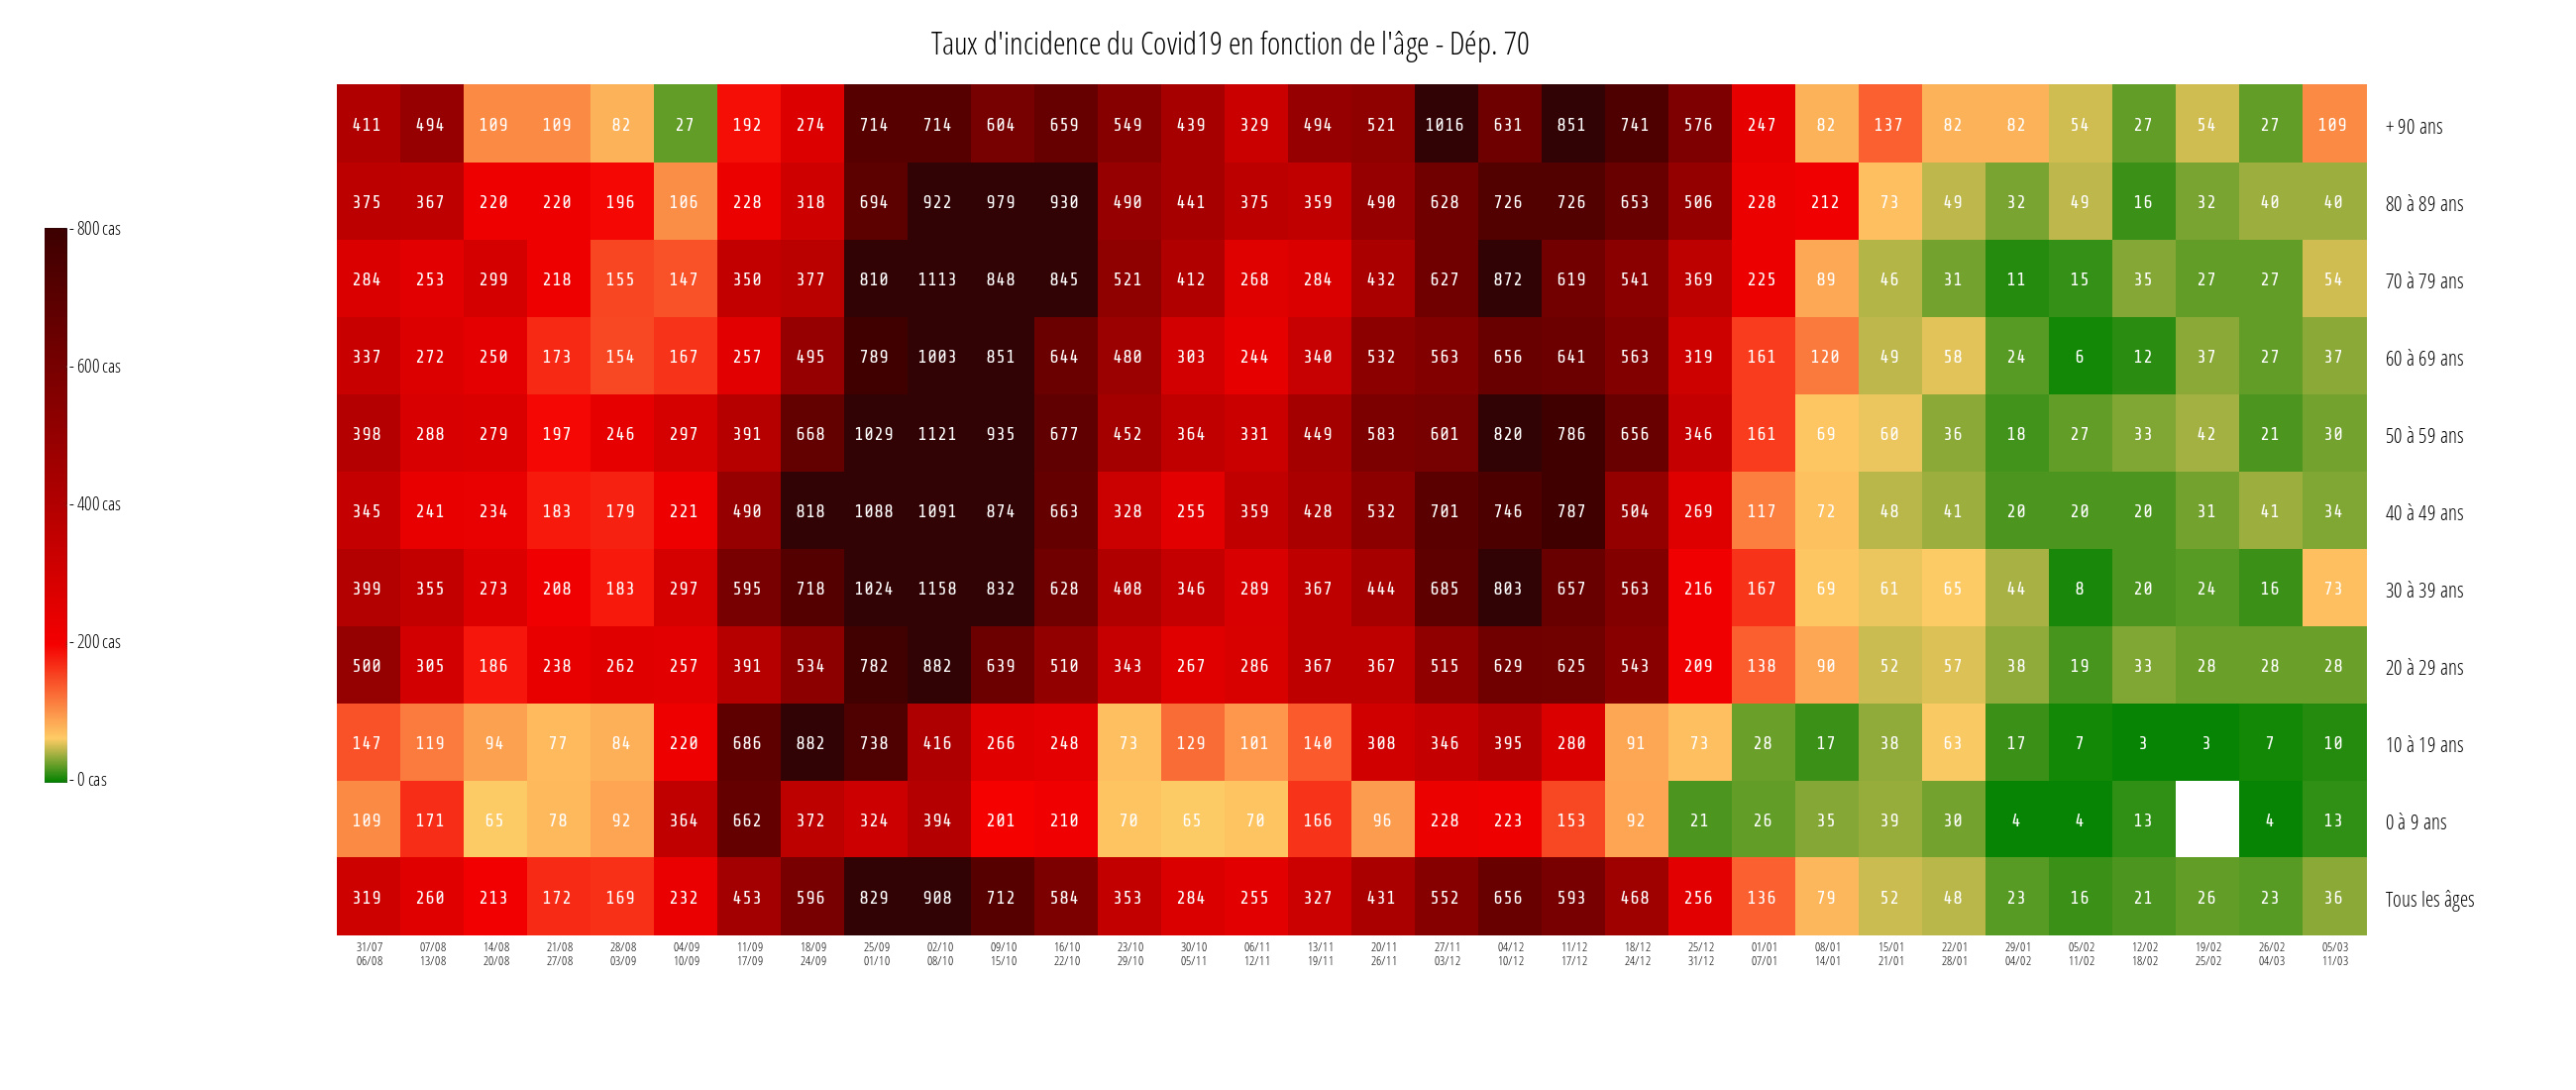 Taux d'incidence du Covid19 en fonction de l'âge - Dép. 70
411 494 109 109 82 27 192 274 714 714 604 659 549 439 329 494 521 1016 631 851 741 576 247 82 137 82 82 54 27 54 27 109 + 90 ans
375 367 220 220 196 106 228 318 694 922 979 930 490 441 375 359 490 628 726 726 653 506 228 212 73 49 32 49 16 32 40 40 80 à 89 ans
284 253 299 218 155 147 350 377 810 1113 848 845 521 412 268 284 432 627 872 619 541 369 225 89 46 31 11 15 35 27 27 54 70 à 79 ans
337 272 250 173 154 167 257 495 789 1003 851 644 480 303 244 340 532 563 656 641 563 319 161 120 49 58 24 6 12 37 27 37 60 à 69 ans
398 288 279 197 246 297 391 668 1029 1121 935 677 452 364 331 449 583 601 820 786 656 346 161 69 60 36 18 27 33 42 21 30 50 à 59 ans
345 241 234 183 179 221 490 818 1088 1091 874 663 328 255 359 428 532 701 746 787 504 269 117 72 48 41 20 20 20 31 41 34 40 à 49 ans
399 355 273 208 183 297 595 718 1024 1158 832 628 408 346 289 367 444 685 803 657 563 216 167 69 61 65 44 8 20 24 16 73 30 à 39 ans
500 305 186 238 262 257 391 534 782 882 639 510 343 267 286 367 367 515 629 625 543 209 138 90 52 57 38 19 33 28 28 28 20 à 29 ans
147 119 94 77 84 220 686 882 738 416 266 248 73 129 101 140 308 346 395 280 91 73 28 17 38 63 17 7 3 3 7 10 10 à 19 ans
109 171 65 78 92 364 662 372 324 394 201 210 70 65 70 166 96 228 223 153 92 21 26 35 39 30 4 4 13 4 13 0 à 9 ans
319 260 213 172 169 232 453 596 829 908 712 584 353 284 255 327 431 552 656 593 468 256 136 79 52 48 23 16 21 26 23 36 Tous les âges
31/07 07/08 14/08 21/08 28/08 04/09 11/09 18/09 25/09 02/10 09/10 16/10 23/10 30/10 06/11 13/11 20/11 27/11 04/12 11/12 18/12 25/12 01/01 08/01 15/01 22/01 29/01 05/02 12/02 19/02 26/02 05/03
06/08 13/08 20/08 27/08 03/09 10/09 17/09 24/09 01/10 08/10 15/10 22/10 29/10 05/11 12/11 19/11 26/11 03/12 10/12 17/12 24/12 31/12 07/01 14/01 21/01 28/01 04/02 11/02 18/02 25/02 04/03 11/03
- 800 cas
- 600 cas
- 400 cas
- 200 cas
- 0 cas